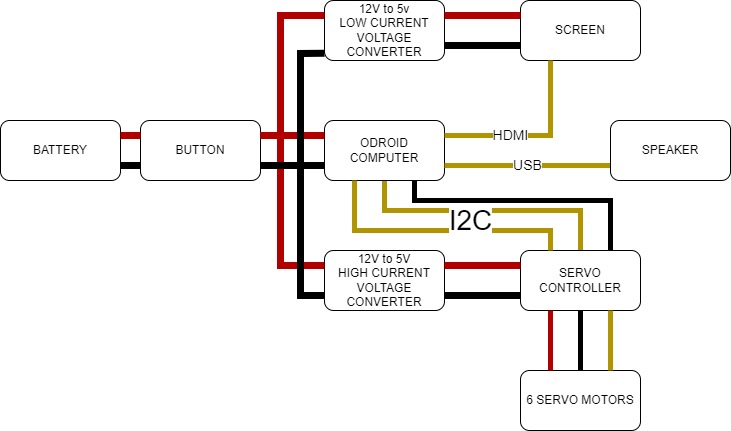 12V to 5v
LOW CURRENT
VOLTAGE
CONVERTER
SCREEN
BATTERY
BUTTON
ODROID
COMPUTER
HDMI
USB
SPEAKER
I2C
12V to 5V
HIGH CURRENT
VOLTAGE
CONVERTER
SERVO
CONTROLLER
6 SERVO MOTORS